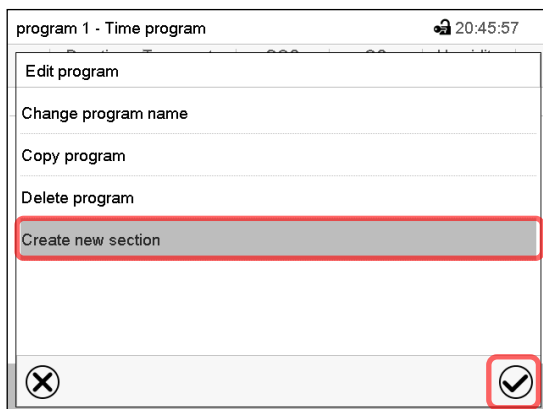 program 1 - Time program 20:45:57
Edit program
Change program name
Copy program
Delete program
Create new section